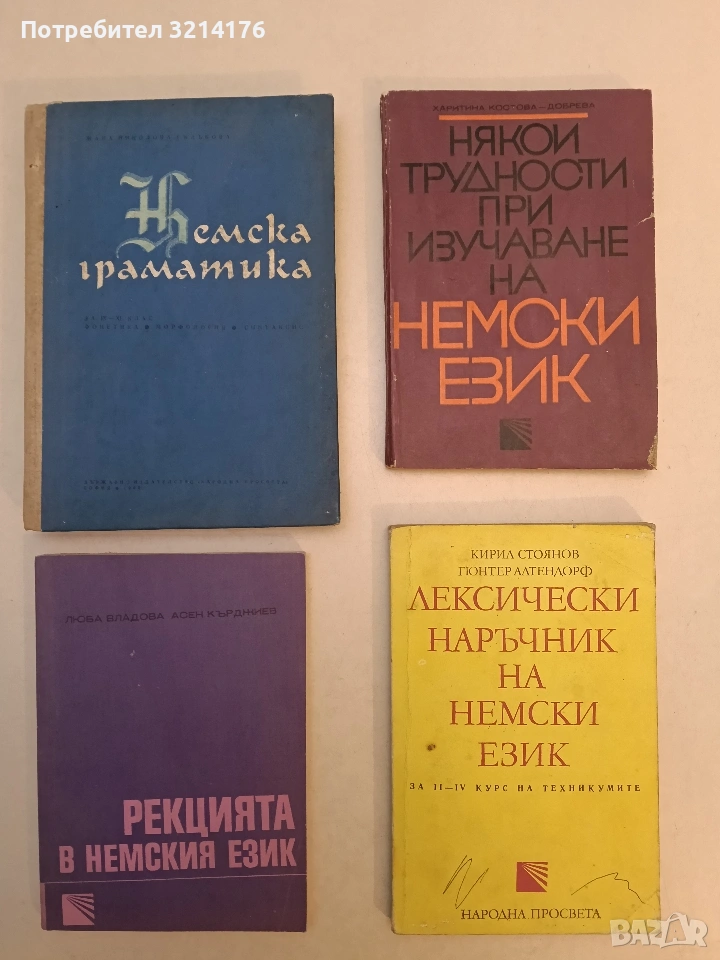 Потребител 3214176
Немска
граматика
ХАРИТИНА КОСТОВА – ДОБРЕВА
НЯКОИ
ТРУДНОСТИ
ПРИ
ИЗУЧАВАНЕ
НА
НЕМСКИ
ЕЗИК
ЛЮБА ВЛАДОВА АСЕН КЪРДЖИЕВ
РЕКЦИЯТА
В НЕМСКИЯ ЕЗИК
КИРИЛ СТОЯНОВ
ГЮНТЕР АЛТЕНДОРФ
ЛЕКСИЧЕСКИ
НАРЪЧНИК
НА
НЕМСКИ
ЕЗИК
ЗА II—IV КУРС НА ТЕХНИКУМИТЕ
НАРОДНА ПРОСВЕТА
BAZAR